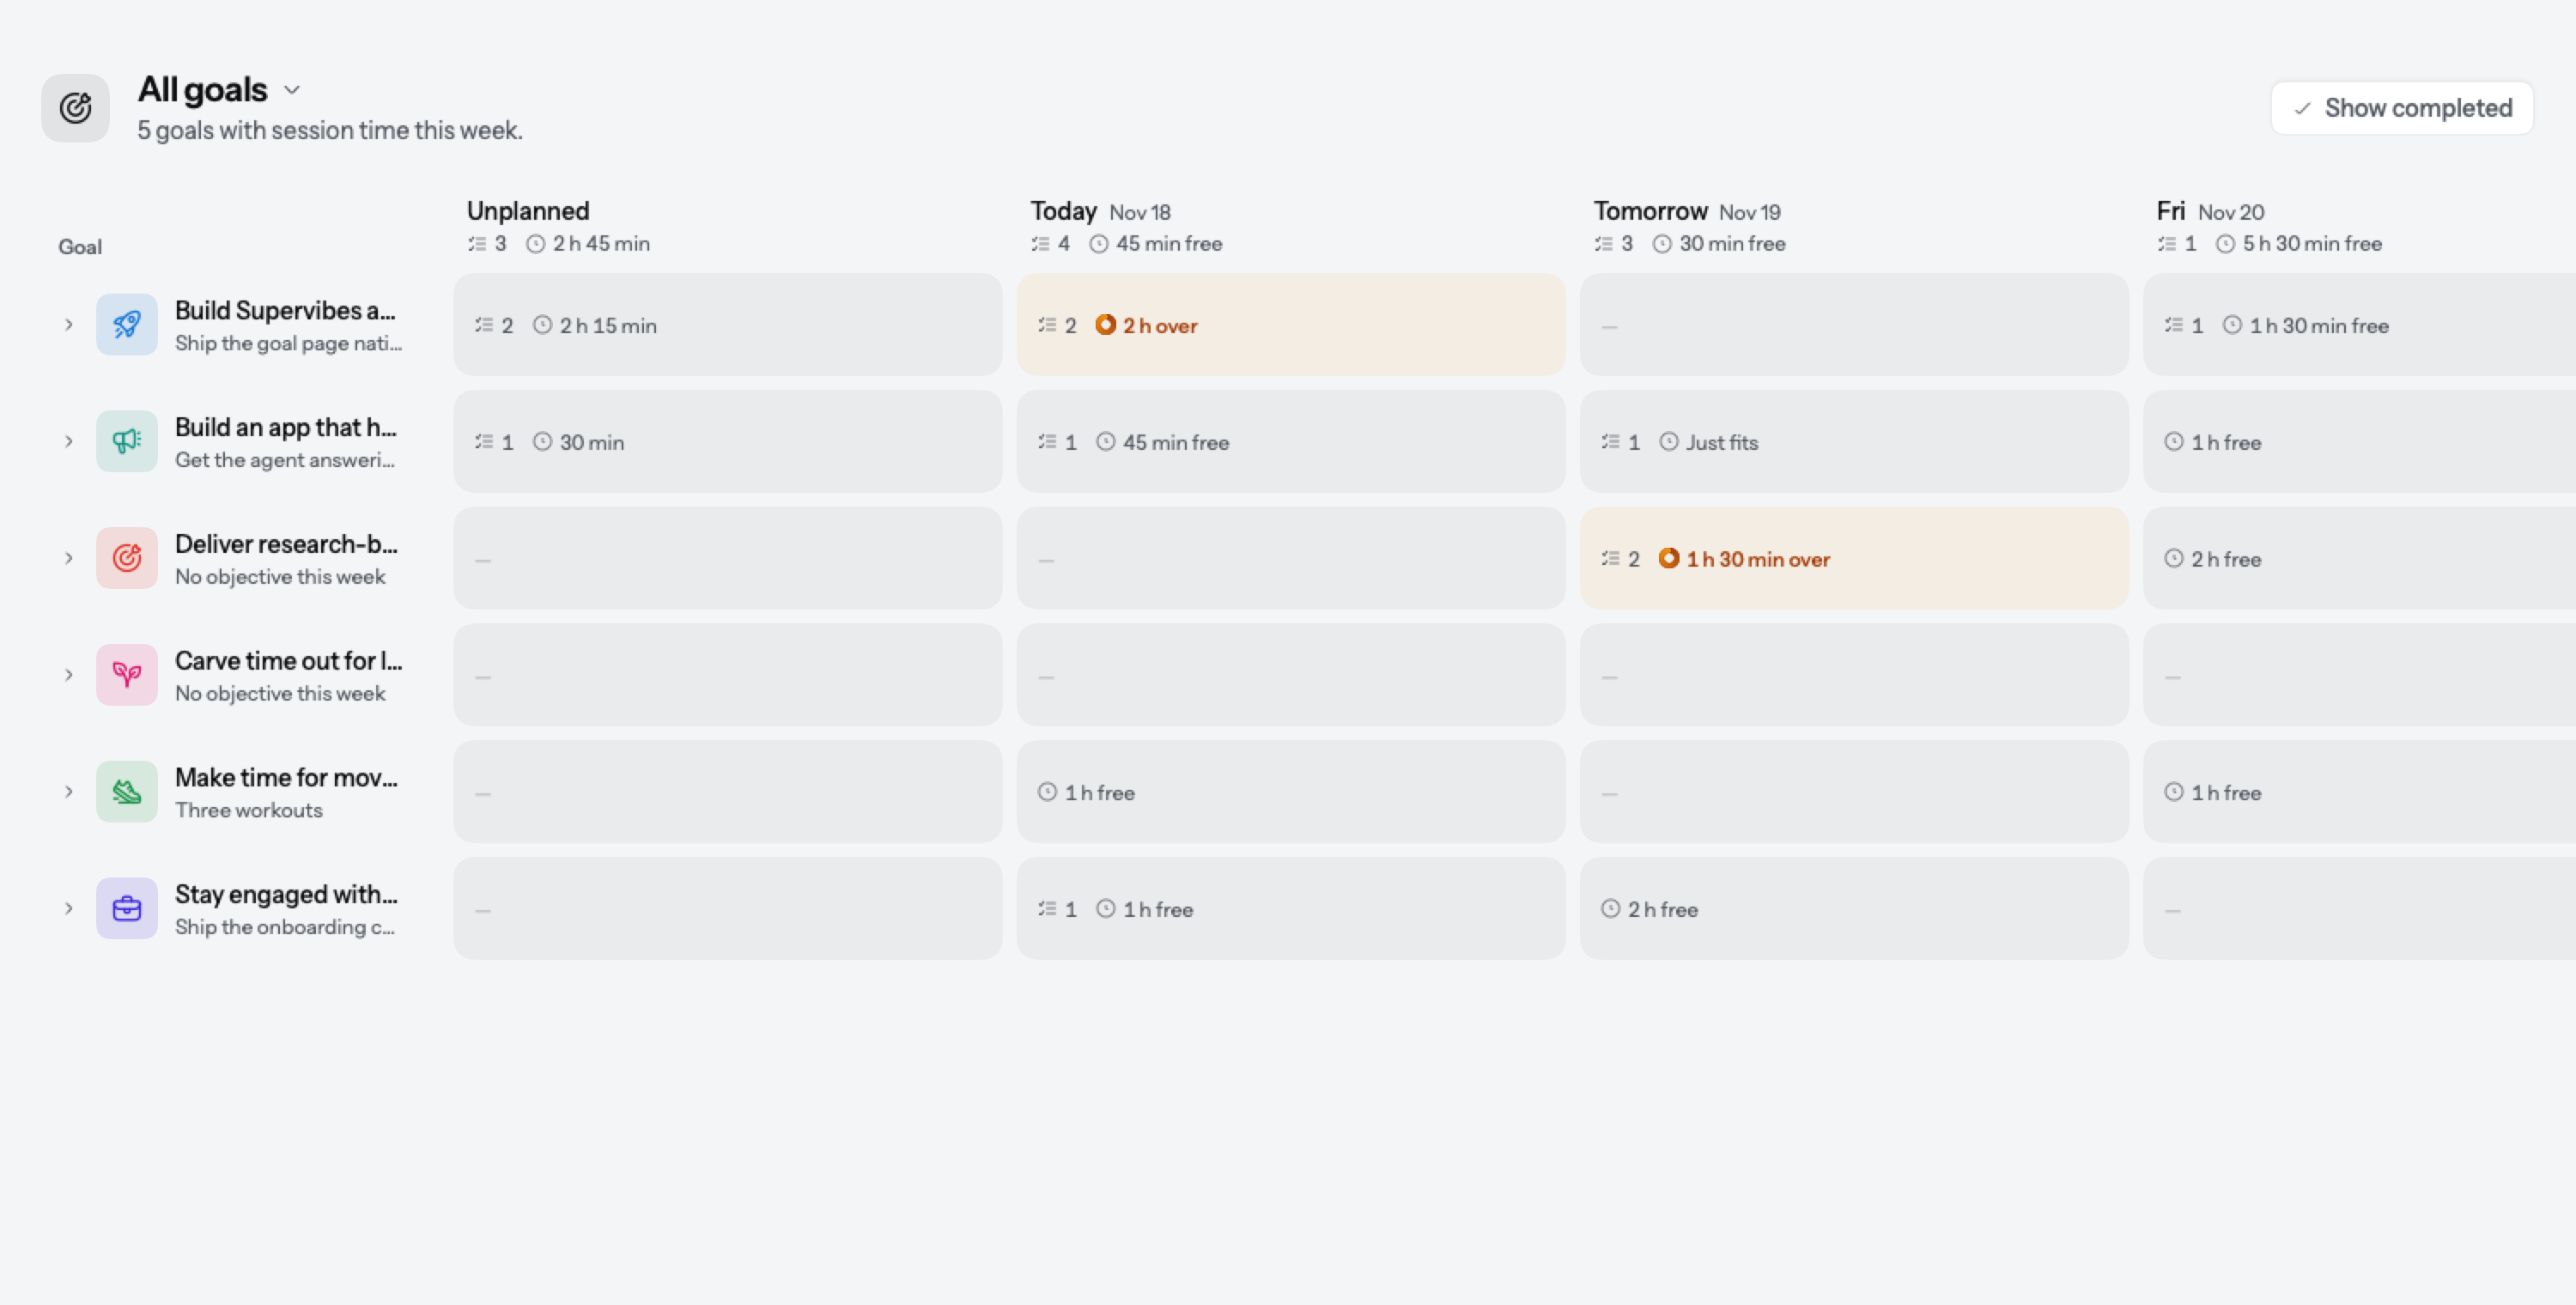 All goals
5 goals with session time this week.
Show completed
Goal
Unplanned
3 2 h 45 min
Today Nov 18
4 45 min free
Tomorrow Nov 19
3 30 min free
Fri Nov 20
1 5 h 30 min free
Build Supervibes a...
Ship the goal page nati...
2 2 h 15 min
2 2 h over
—
1 1 h 30 min free
Build an app that h...
Get the agent answeri...
1 30 min
1 45 min free
1 Just fits
1 h free
Deliver research-b...
No objective this week
—
—
2 1 h 30 min over
2 h free
Carve time out for l...
No objective this week
—
—
—
—
Make time for mov...
Three workouts
—
1 h free
—
1 h free
Stay engaged with...
Ship the onboarding c...
—
1 1 h free
2 h free
—